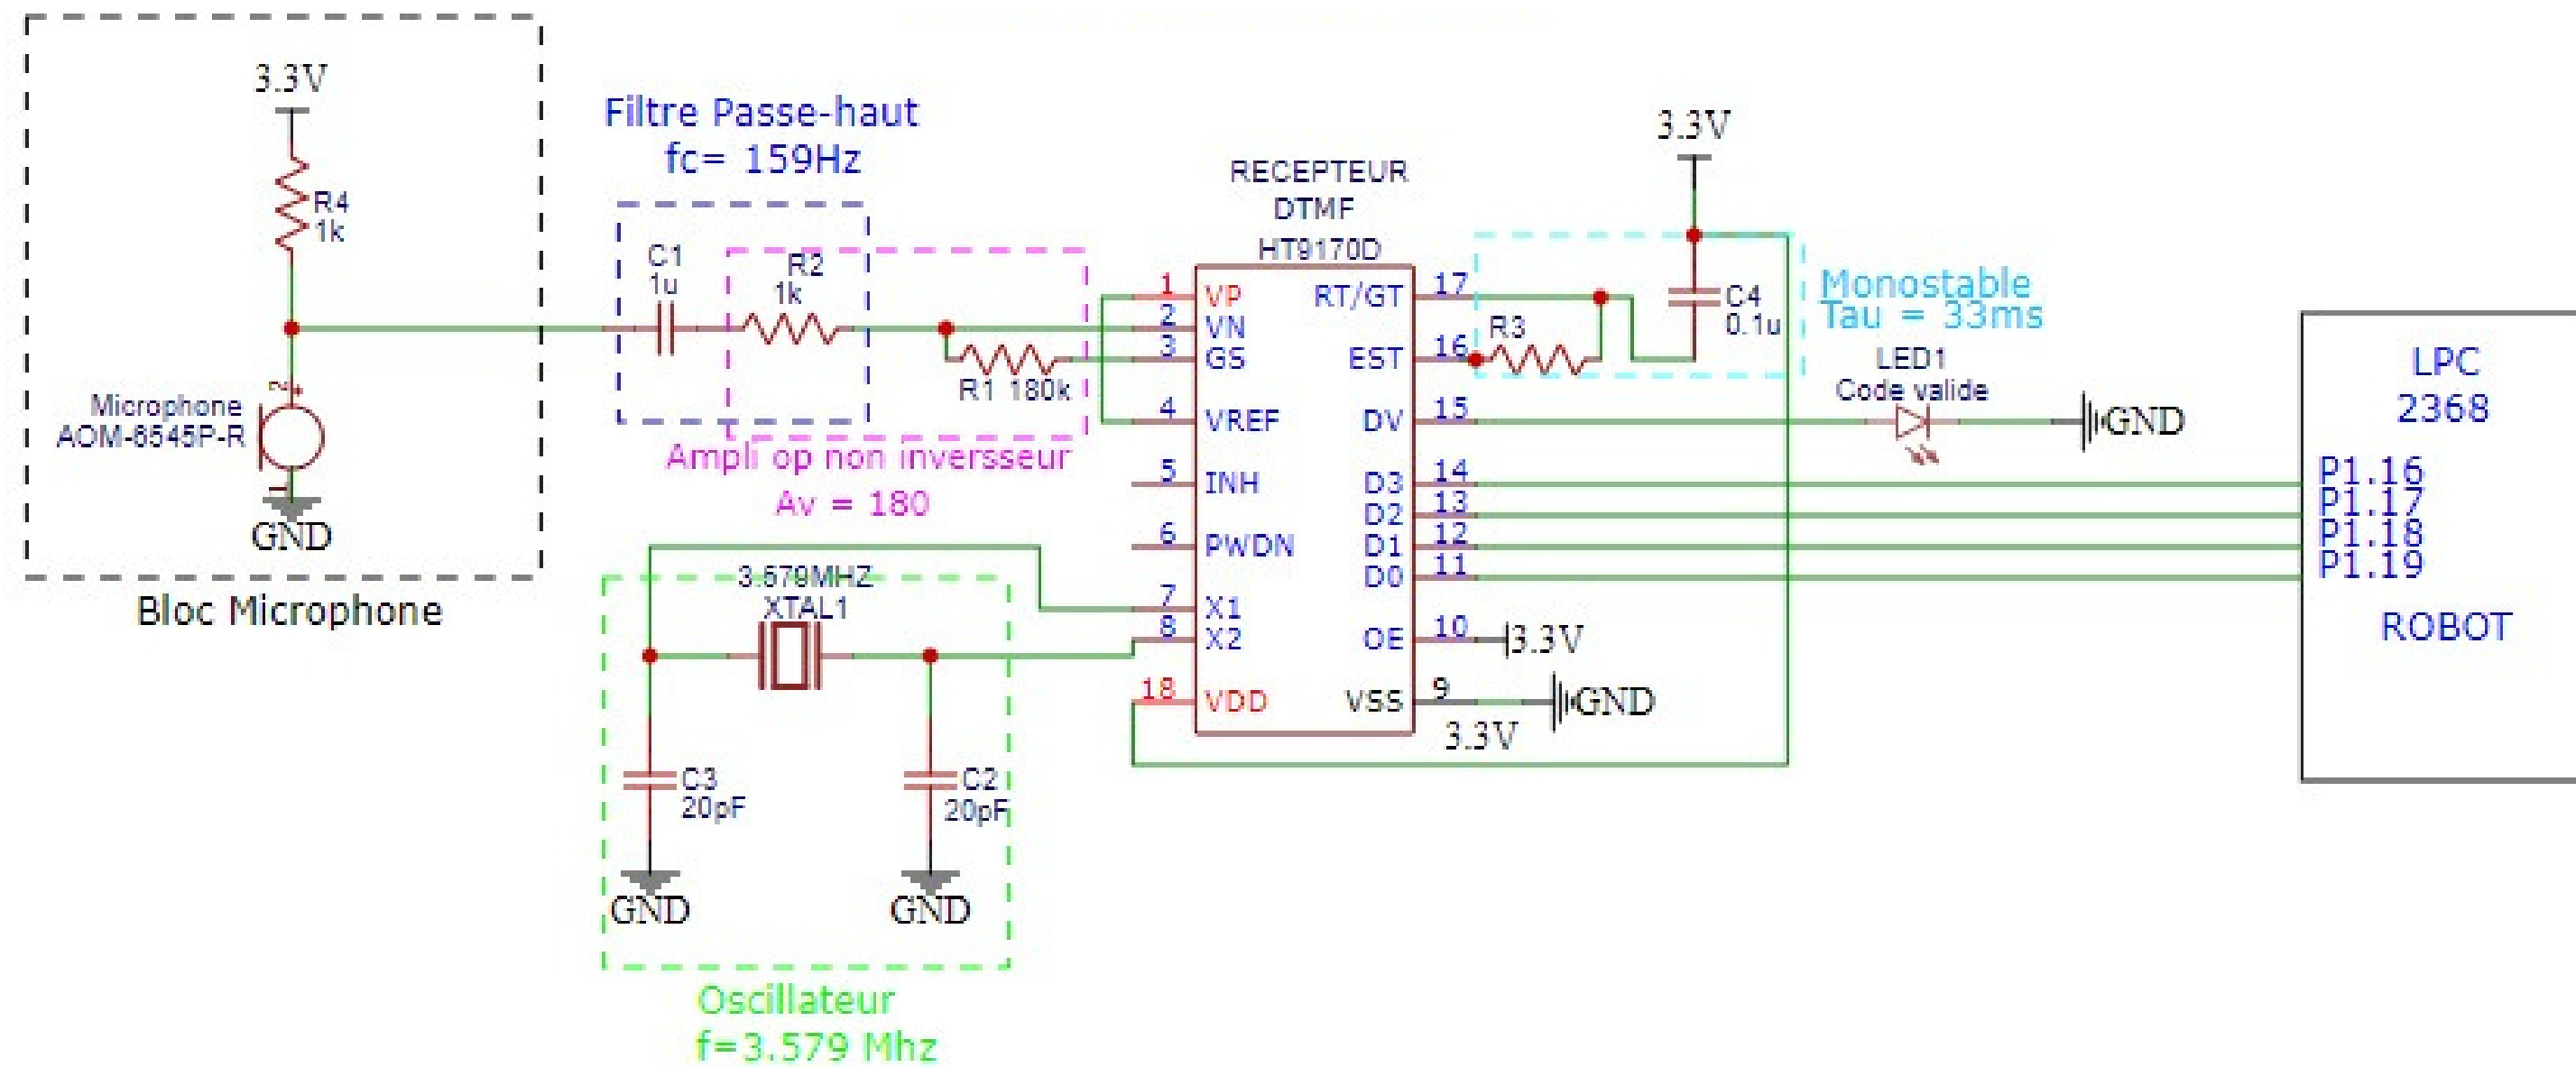 3.3V
R4
1k
2
Microphone
AOM-6545P-R
1
GND
Bloc Microphone
Filtre Passe-haut
fc= 159Hz
C1
1u
R2
1k
R1 180k
Ampli op non inversseur
Av = 180
3.579MHZ
XTAL1
C3
20pF
C2
20pF
GND
GND
Oscillateur
f=3.579 Mhz
RECEPTEUR
DTMF
HT9170D
1 VP
2 VN
3 GS
4 VREF
5 INH
6 PWDN
7 X1
8 X2
18 VDD
RT/GT 17
EST 16
DV 15
D3 14
D2 13
D1 12
D0 11
OE 10
VSS 9
3.3V
GND
3.3V
3.3V
R3
C4
0.1u
Monostable
Tau = 33ms
LED1
Code valide
GND
LPC
2368
P1.16
P1.17
P1.18
P1.19
ROBOT